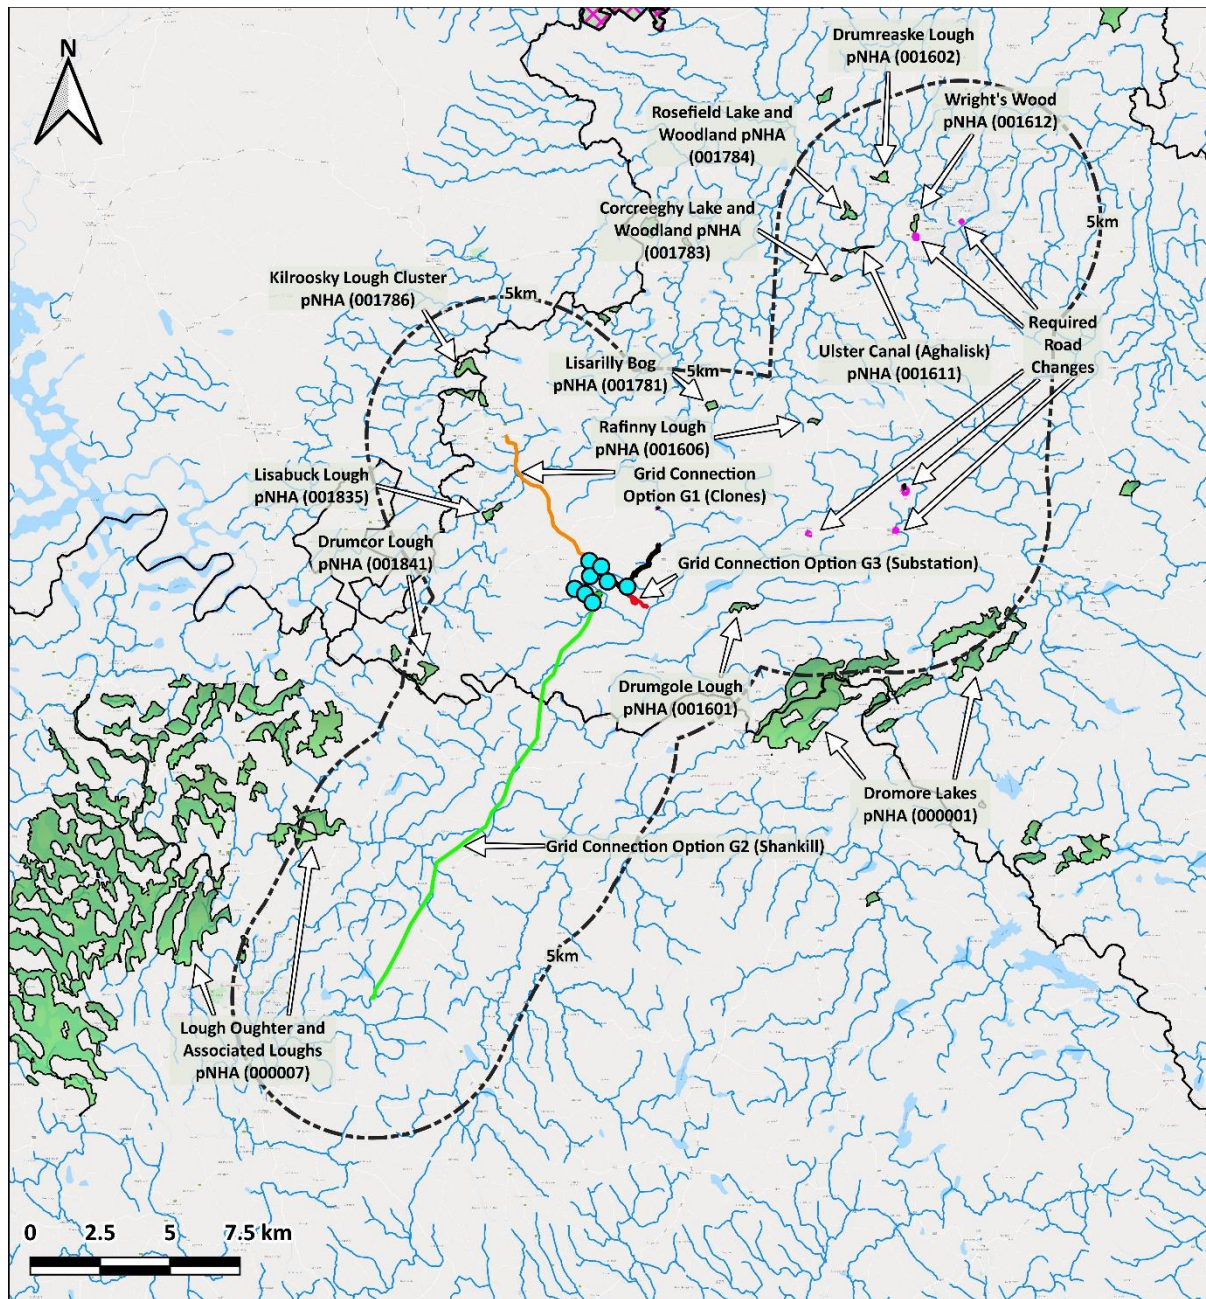 N
Drumreaske Lough
pNHA (001602)
Wright's Wood
pNHA (001612)
Rosefield Lake and
Woodland pNHA
(001784)
Corcreeghy Lake and
Woodland pNHA
(001783)
5km
Kilroosky Lough Cluster
pNHA (001786)
5km
Required
Road
Changes
Ulster Canal (Aghalisk)
pNHA (001611)
Lisarilly Bog
pNHA (001781)
5km
Rafinny Lough
pNHA (001606)
Grid Connection
Option G1 (Clones)
Lisabuck Lough
pNHA (001835)
Drumcor Lough
pNHA (001841)
Grid Connection Option G3 (Substation)
Drumgole Lough
pNHA (001601)
Dromore Lakes
pNHA (000001)
Grid Connection Option G2 (Shankill)
5km
Lough Oughter and
Associated Loughs
pNHA (000007)
0 2.5 5 7.5 km